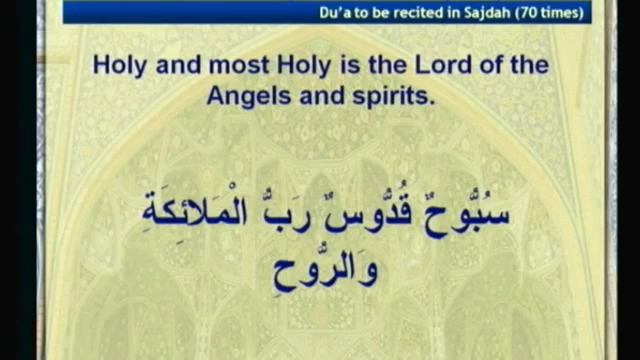 Du'a to be recited in Sajdah (70 times)
Holy and most Holy is the Lord of the
Angels and spirits.
سُبُّوحٌ قُدُّوسٌ رَبُّ الْمَلائِكَةِ
وَالرُّوحِ